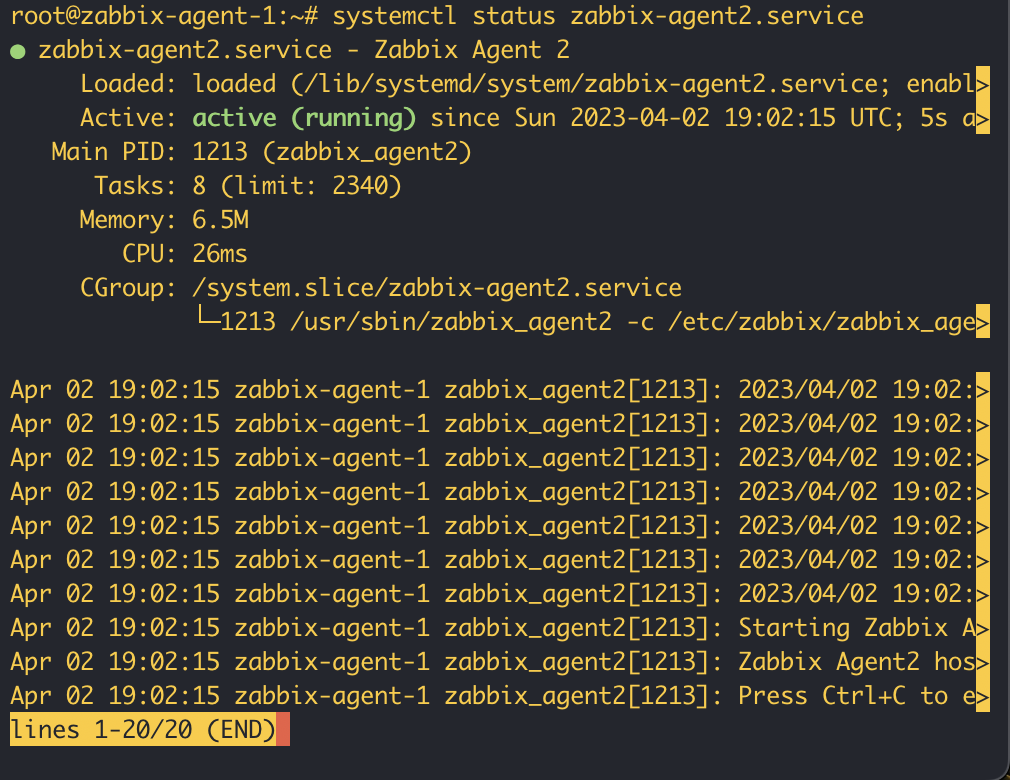 root@zabbix-agent-1:~# systemctl status zabbix-agent2.service
● zabbix-agent2.service - Zabbix Agent 2
     Loaded: loaded (/lib/systemd/system/zabbix-agent2.service; enabl>
     Active: active (running) since Sun 2023-04-02 19:02:15 UTC; 5s a>
   Main PID: 1213 (zabbix_agent2)
      Tasks: 8 (limit: 2340)
     Memory: 6.5M
        CPU: 26ms
     CGroup: /system.slice/zabbix-agent2.service
             └─1213 /usr/sbin/zabbix_agent2 -c /etc/zabbix/zabbix_age>
Apr 02 19:02:15 zabbix-agent-1 zabbix_agent2[1213]: 2023/04/02 19:02:>
Apr 02 19:02:15 zabbix-agent-1 zabbix_agent2[1213]: 2023/04/02 19:02:>
Apr 02 19:02:15 zabbix-agent-1 zabbix_agent2[1213]: 2023/04/02 19:02:>
Apr 02 19:02:15 zabbix-agent-1 zabbix_agent2[1213]: 2023/04/02 19:02:>
Apr 02 19:02:15 zabbix-agent-1 zabbix_agent2[1213]: 2023/04/02 19:02:>
Apr 02 19:02:15 zabbix-agent-1 zabbix_agent2[1213]: 2023/04/02 19:02:>
Apr 02 19:02:15 zabbix-agent-1 zabbix_agent2[1213]: 2023/04/02 19:02:>
Apr 02 19:02:15 zabbix-agent-1 zabbix_agent2[1213]: Starting Zabbix A>
Apr 02 19:02:15 zabbix-agent-1 zabbix_agent2[1213]: Zabbix Agent2 hos>
Apr 02 19:02:15 zabbix-agent-1 zabbix_agent2[1213]: Press Ctrl+C to e>
lines 1-20/20 (END)